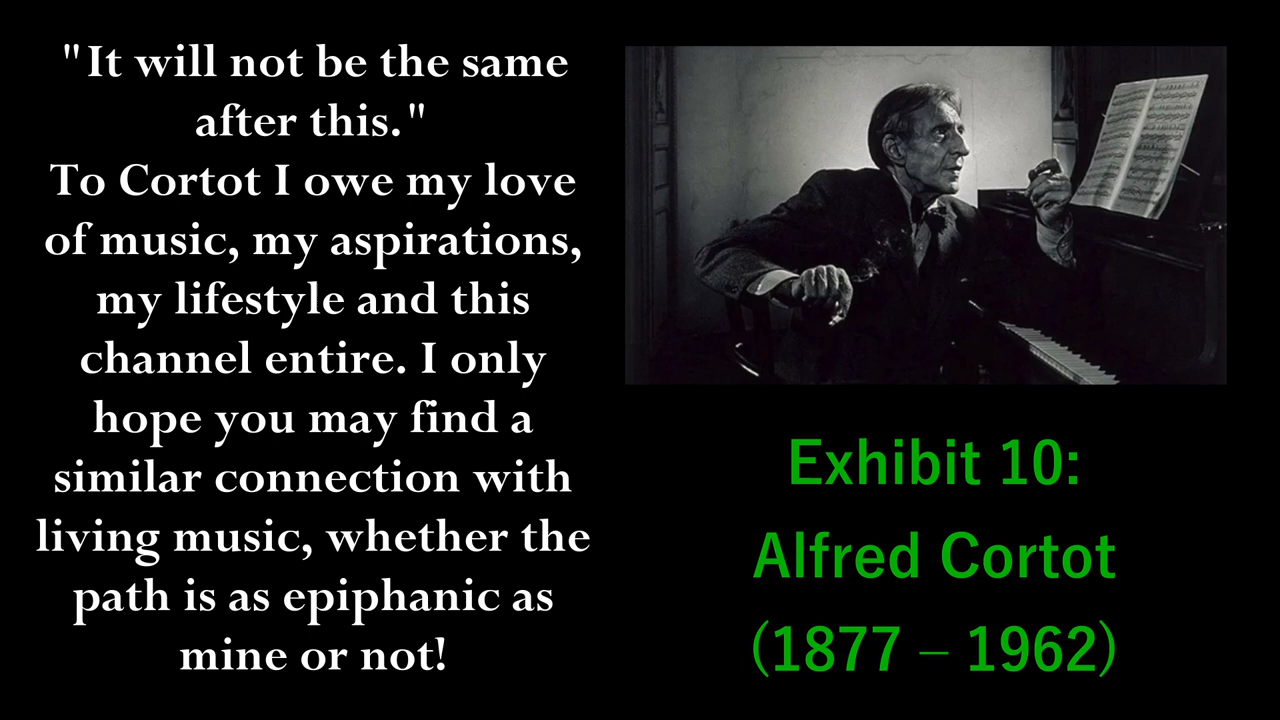 "It will not be the same
after this."
To Cortot I owe my love
of music, my aspirations,
my lifestyle and this
channel entire. I only
hope you may find a
similar connection with
living music, whether the
path is as epiphanic as
mine or not!
Exhibit 10:
Alfred Cortot
(1877 – 1962)